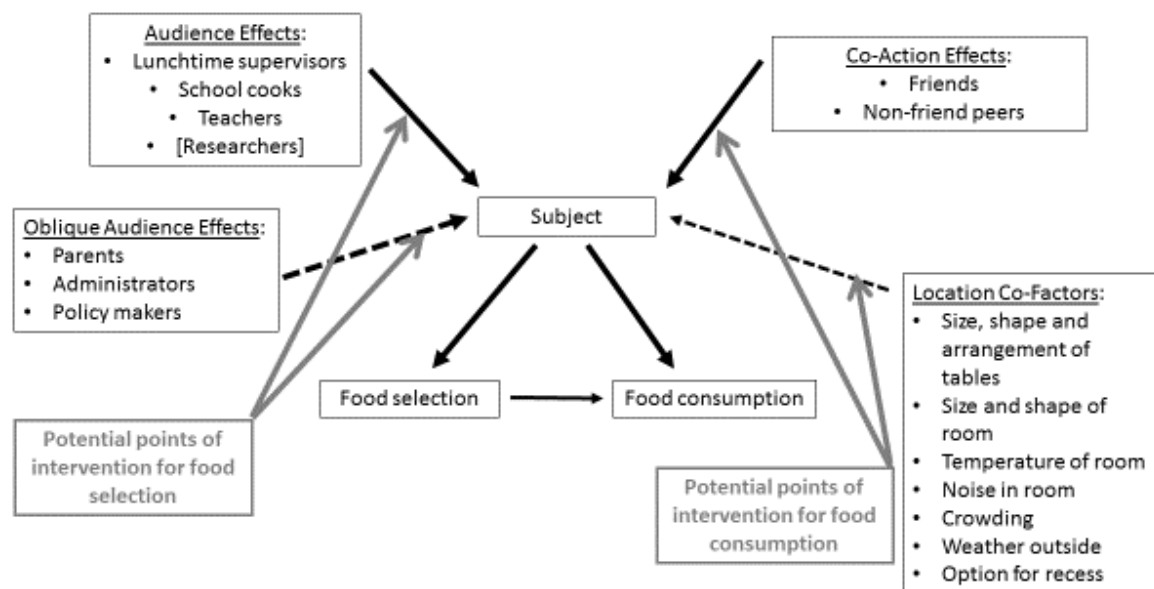 Audience Effects:
• Lunchtime supervisors
• School cooks
• Teachers
• [Researchers]
Co-Action Effects:
• Friends
• Non-friend peers
Subject
Oblique Audience Effects:
• Parents
• Administrators
• Policy makers
Location Co-Factors:
• Size, shape and
arrangement of
tables
• Size and shape of
room
• Temperature of room
• Noise in room
• Crowding
• Weather outside
• Option for recess
Food selection
Food consumption
Potential points of
intervention for food
selection
Potential points of
intervention for food
consumption